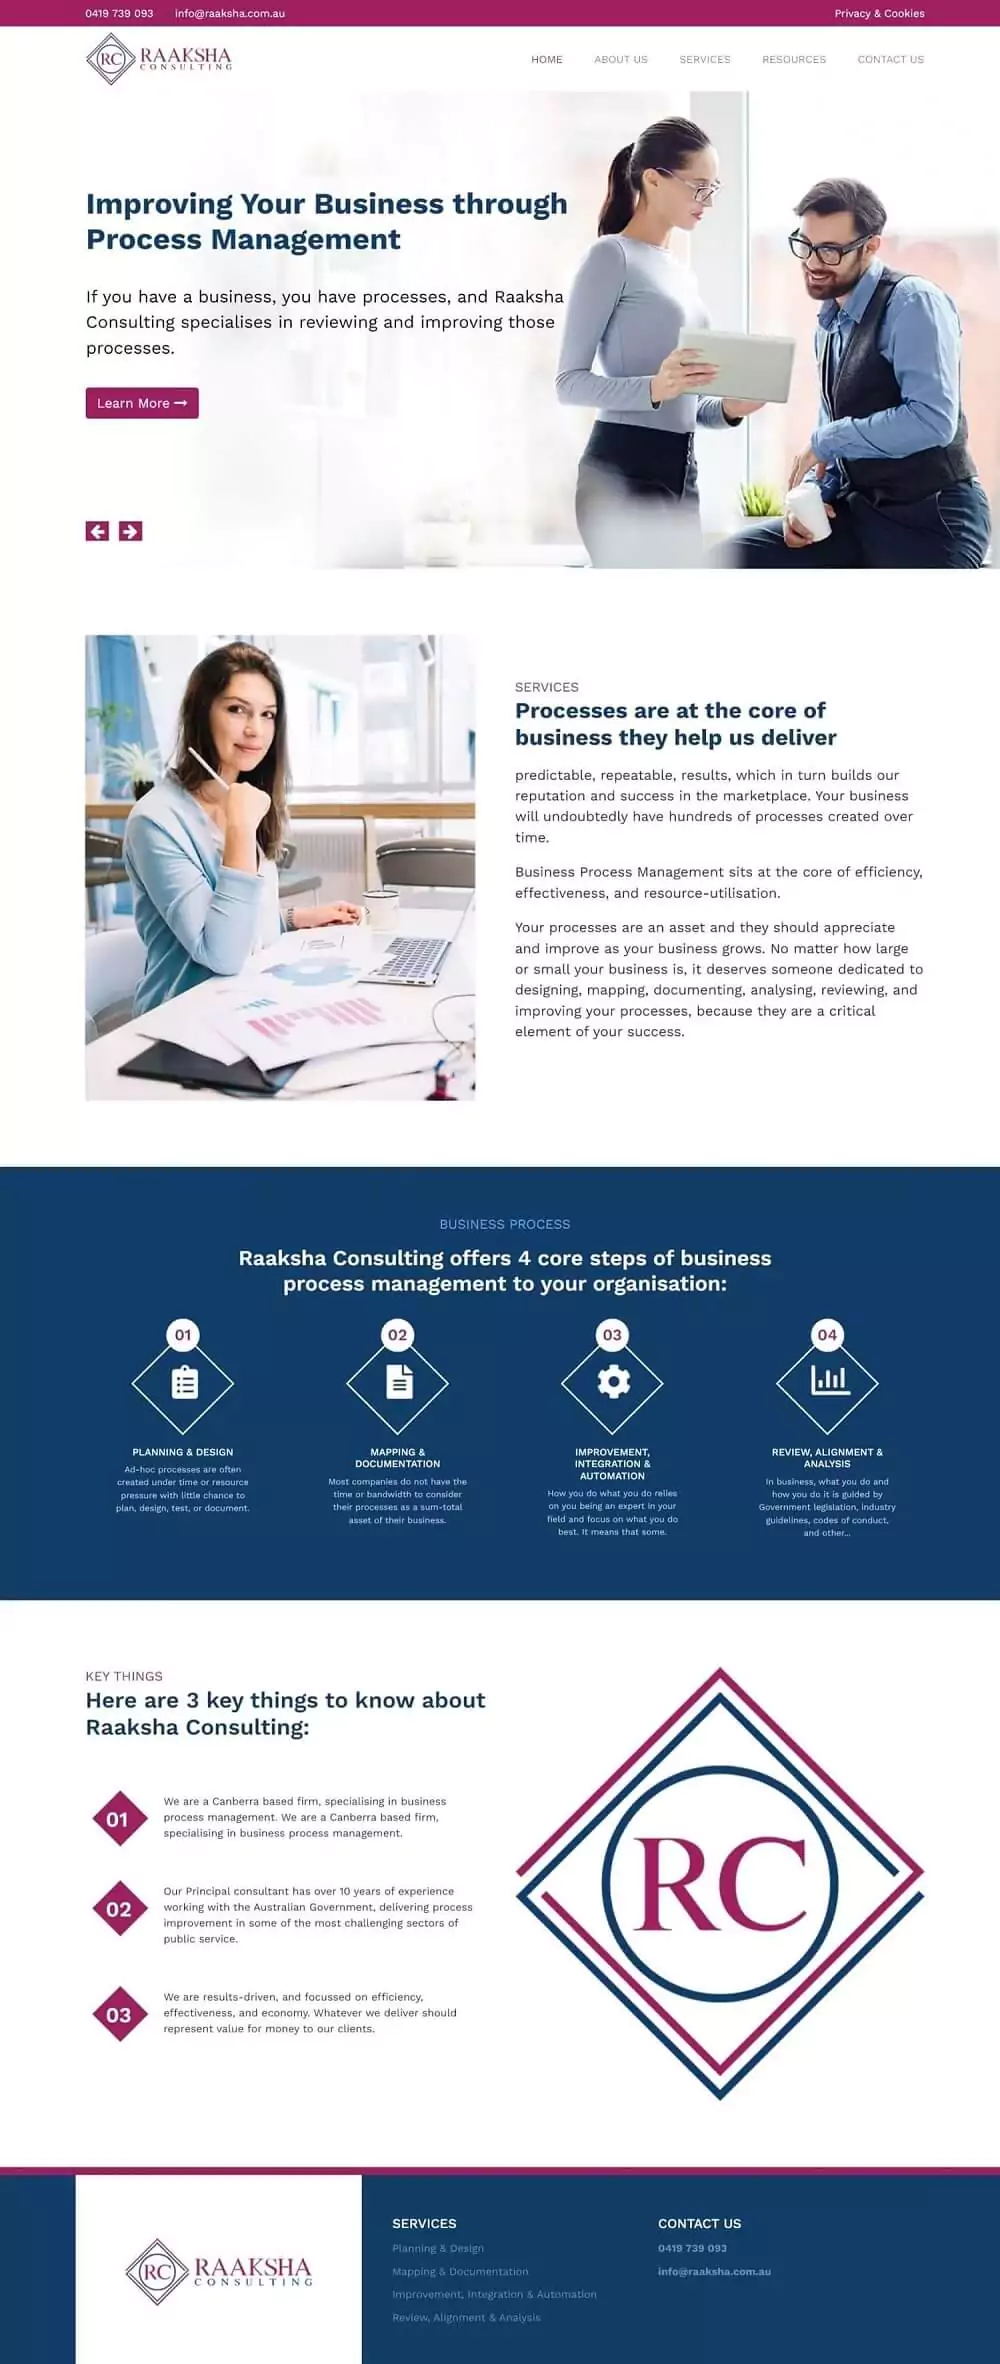 0419 739 093 info@raaksha.com.au Privacy & Cookies
RC RAAKSHA
CONSULTING
HOME ABOUT US SERVICES RESOURCES CONTACT US
Improving Your Business through
Process Management
If you have a business, you have processes, and Raaksha
Consulting specialises in reviewing and improving those
processes.
Learn More
SERVICES
Processes are at the core of
business they help us deliver
predictable, repeatable, results, which in turn builds our
reputation and success in the marketplace. Your business
will undoubtedly have hundreds of processes created over
time.
Business Process Management sits at the core of efficiency,
effectiveness, and resource-utilisation.
Your processes are an asset and they should appreciate
and improve as your business grows. No matter how large
or small your business is, it deserves someone dedicated to
designing, mapping, documenting, analysing, reviewing, and
improving your processes, because they are a critical
element of your success.
BUSINESS PROCESS
Raaksha Consulting offers 4 core steps of business
process management to your organisation:
01
PLANNING & DESIGN
Ad-hoc processes are often
created under time or resource
pressure with little chance to
plan, design, test, or document.
02
MAPPING &
DOCUMENTATION
Most companies do not have the
time or bandwidth to consider
their processes as a sum-total
asset of their business.
03
IMPROVEMENT,
INTEGRATION &
AUTOMATION
How you do what you do relies
on you being an expert in your
field and focus on what you do
best. It means that some.
04
REVIEW, ALIGNMENT &
ANALYSIS
In business, what you do and
how you do it is guided by
Government legislation, industry
guidelines, codes of conduct,
and other...
KEY THINGS
Here are 3 key things to know about
Raaksha Consulting:
01
We are a Canberra based firm, specialising in business
process management. We are a Canberra based firm,
specialising in business process management.
02
Our Principal consultant has over 10 years of experience
working with the Australian Government, delivering process
improvement in some of the most challenging sectors of
public service.
03
We are results-driven, and focussed on efficiency,
effectiveness, and economy. Whatever we deliver should
represent value for money to our clients.
RC
RC RAAKSHA
CONSULTING
SERVICES
Planning & Design
Mapping & Documentation
Improvement, Integration & Automation
Review, Alignment & Analysis
CONTACT US
0419 739 093
info@raaksha.com.au